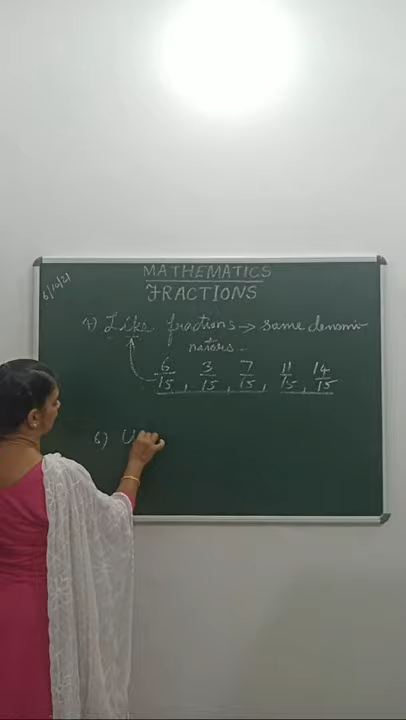 MATHEMATICS
6/10/21
FRACTIONS
Like fractions → same denomi-
nators.
6/15, 3/15, 7/15, 11/15, 14/15
6) U